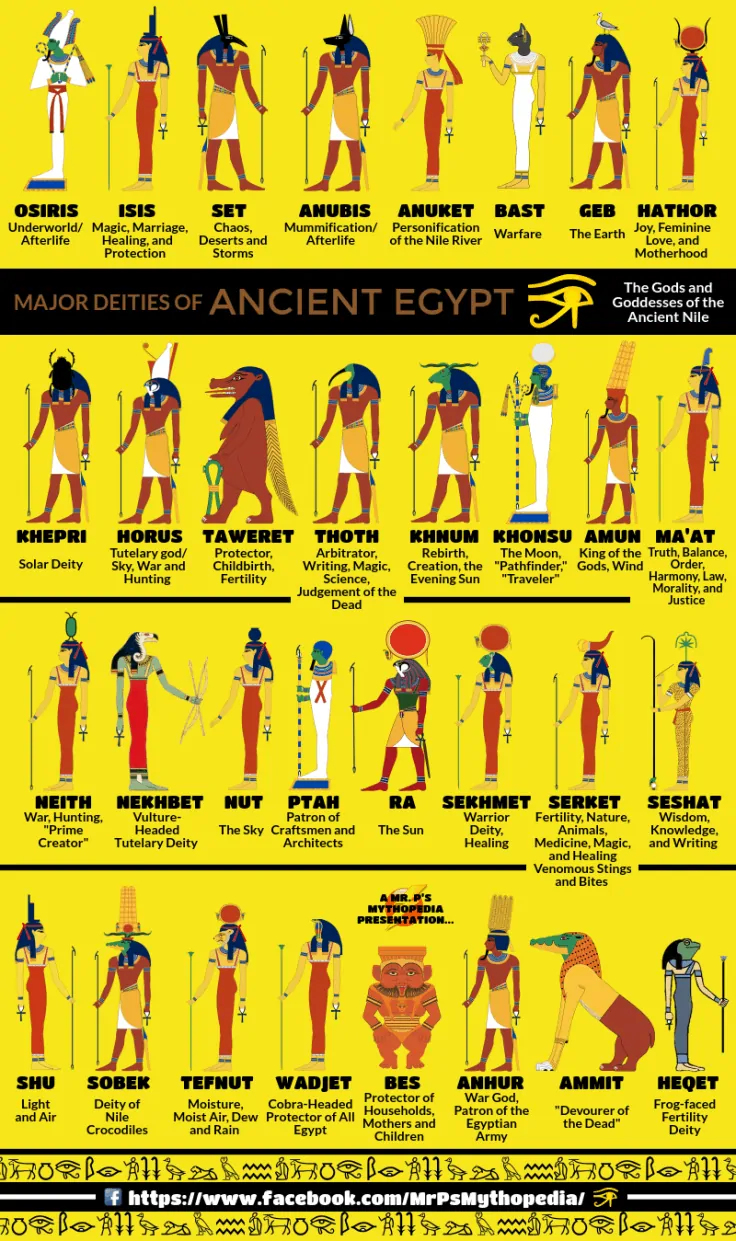 OSIRIS
Underworld/
Afterlife
ISIS
Magic, Marriage,
Healing, and
Protection
SET
Chaos,
Deserts and
Storms
ANUBIS
Mummification/
Afterlife
ANUKET
Personification
of the Nile River
BAST
Warfare
GEB
The Earth
HATHOR
Joy, Feminine
Love, and
Motherhood
MAJOR DEITIES OF ANCIENT EGYPT
The Gods and
Goddesses of the
Ancient Nile
KHEPRI
Solar Deity
HORUS
Tutelary god/
Sky, War and
Hunting
TAWERET
Protector,
Childbirth,
Fertility
THOTH
Arbitrator,
Writing, Magic,
Science,
Judgement of the
Dead
KHNUM
Rebirth,
Creation, the
Evening Sun
KHONSU
The Moon,
"Pathfinder,"
"Traveler"
AMUN
King of the
Gods, Wind
MA'AT
Truth, Balance,
Order,
Harmony, Law,
Morality, and
Justice
NEITH
War, Hunting,
"Prime
Creator"
NEKHBET
Vulture-
Headed
Tutelary Deity
NUT
The Sky
PTAH
Patron of
Craftsmen and
Architects
RA
The Sun
SEKHMET
Warrior
Deity,
Healing
SERKET
Fertility, Nature,
Animals,
Medicine, Magic,
and Healing
Venomous Stings
and Bites
SESHAT
Wisdom,
Knowledge,
and Writing
A MR. P'S
MYTHOPEDIA
PRESENTATION...
SHU
Light
and Air
SOBEK
Deity of
Nile
Crocodiles
TEFNUT
Moisture,
Moist Air, Dew
and Rain
WADJET
Cobra-Headed
Protector of All
Egypt
BES
Protector of
Households,
Mothers and
Children
ANHUR
War God,
Patron of the
Egyptian
Army
AMMIT
"Devourer of
the Dead"
HEQET
Frog-faced
Fertility
Deity
https://www.facebook.com/MrPsMythopedia/